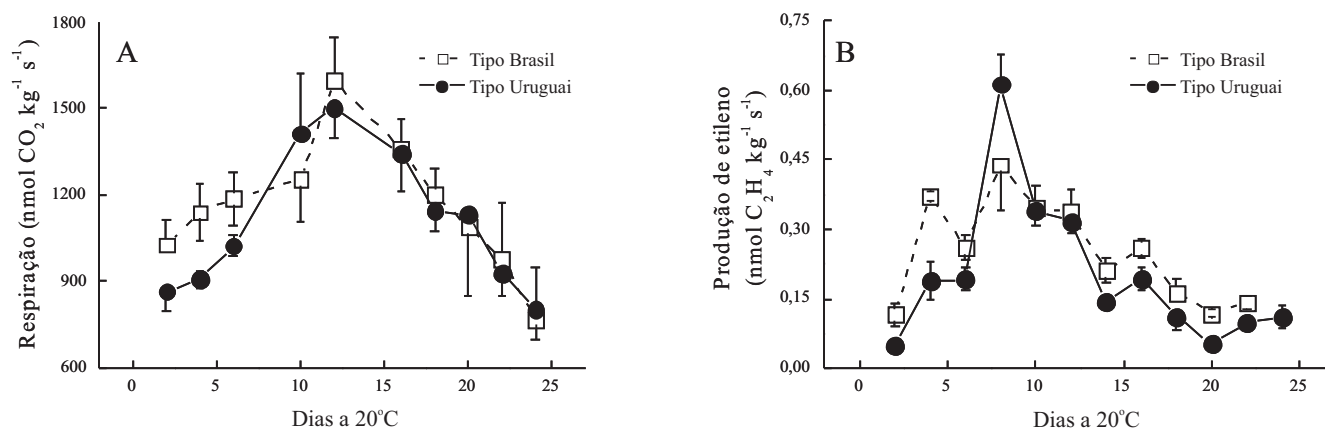 A
Respiração (nmol CO₂ kg⁻¹ s⁻¹)
1800
1500
1200
900
600
0 5 10 15 20 25
Dias a 20°C
Tipo Brasil
Tipo Uruguai
B
Produção de etileno
(nmol C₂H₄ kg⁻¹ s⁻¹)
0,75
0,60
0,45
0,30
0,15
0,00
0 5 10 15 20 25
Dias a 20°C
Tipo Brasil
Tipo Uruguai